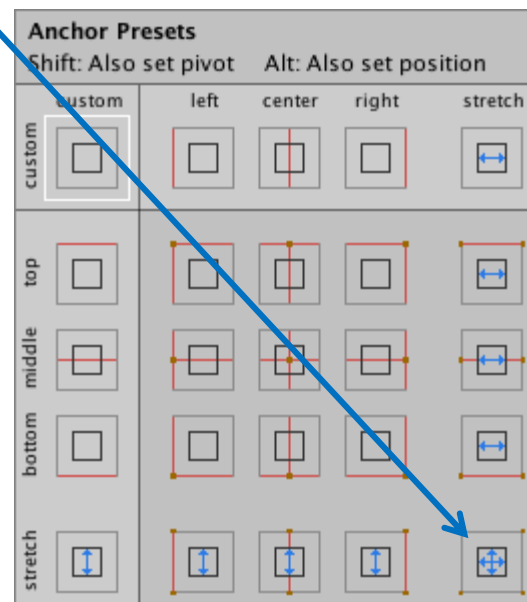 Anchor Presets
Shift: Also set pivot Alt: Also set position
custom left center right stretch
custom
top
middle
bottom
stretch